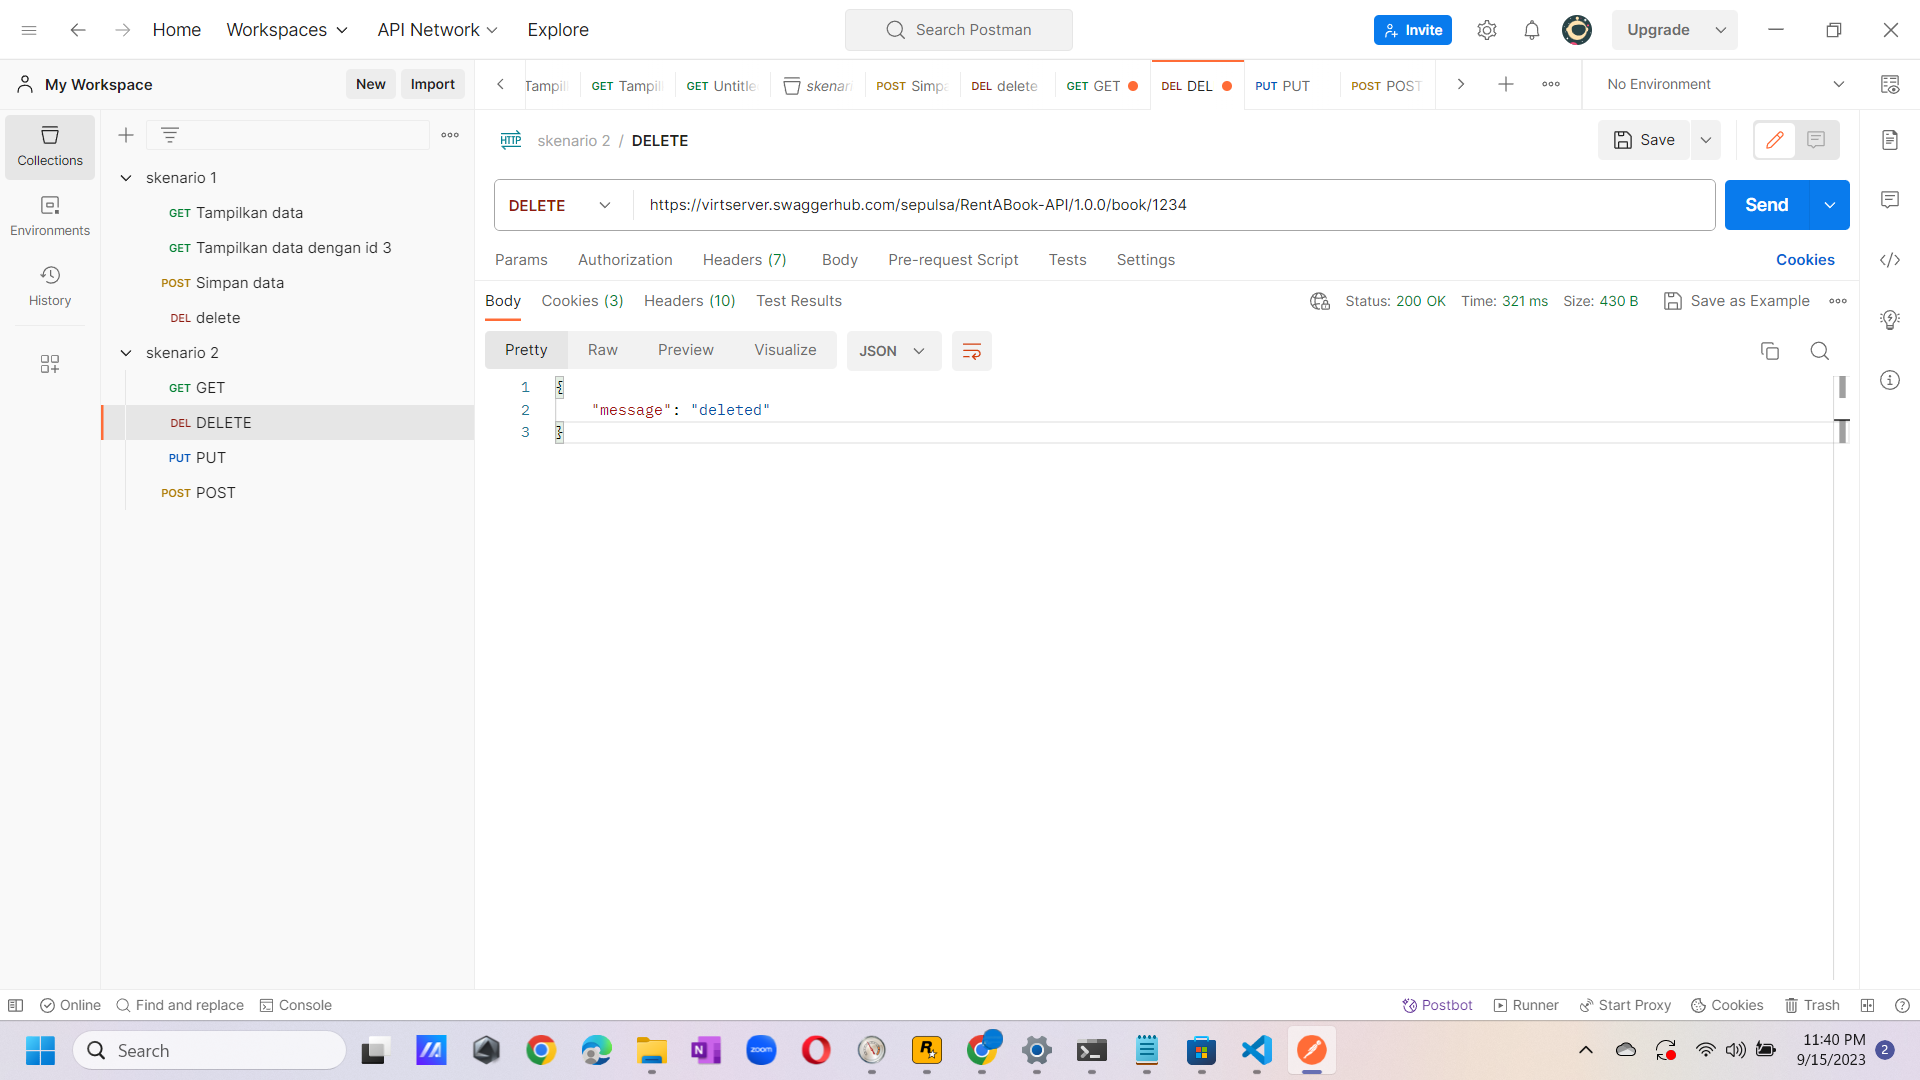 Home Workspaces API Network Explore Search Postman Invite Upgrade
My Workspace New Import
Tampil GET Tampil GET Untitle skenari POST Simpa DEL delete GET GET DEL DEL PUT PUT POST POST No Environment
Collections
Environments
History
skenario 1
GET Tampilkan data
GET Tampilkan data dengan id 3
POST Simpan data
DEL delete
skenario 2
GET GET
DEL DELETE
PUT PUT
POST POST
HTTP skenario 2 / DELETE Save
DELETE https://virtserver.swaggerhub.com/sepulsa/RentABook-API/1.0.0/book/1234 Send
Params Authorization Headers (7) Body Pre-request Script Tests Settings Cookies
Body Cookies (3) Headers (10) Test Results Status: 200 OK Time: 321 ms Size: 430 B Save as Example
Pretty Raw Preview Visualize JSON
1 {
2 "message": "deleted"
3 }
Online Find and replace Console Postbot Runner Start Proxy Cookies Trash
Search zoom 11:40 PM
9/15/2023 2